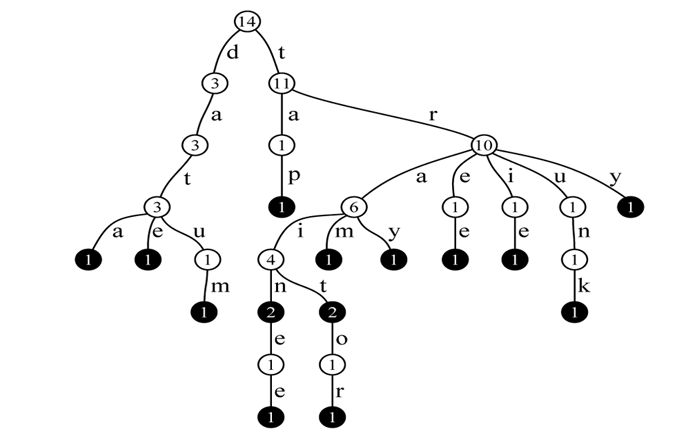 14
d t
3 11
a a r
3 1 10
t p a e i u y
3 1 6 1 1 1 1
a e u i m y e e n
1 1 1 4 1 1 1 1 1
m n t k
1 2 2 1
e o
1 1
e r
1 1